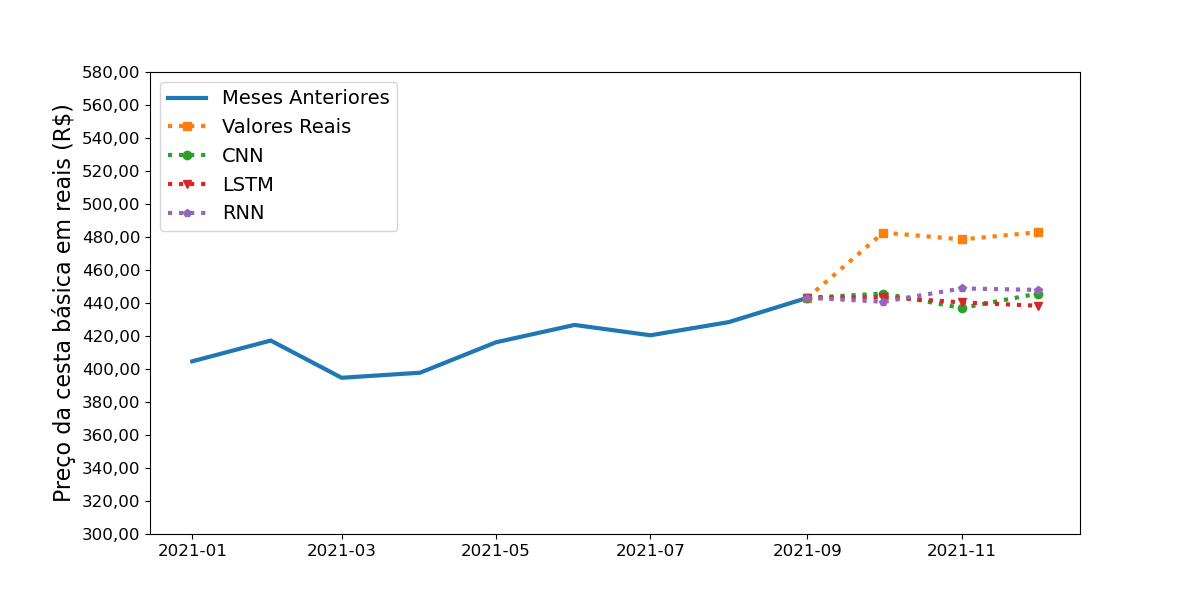 Preço da cesta básica em reais (R$)
580,00
560,00
540,00
520,00
500,00
480,00
460,00
440,00
420,00
400,00
380,00
360,00
340,00
320,00
300,00
Meses Anteriores
Valores Reais
CNN
LSTM
RNN
2021-01 2021-03 2021-05 2021-07 2021-09 2021-11